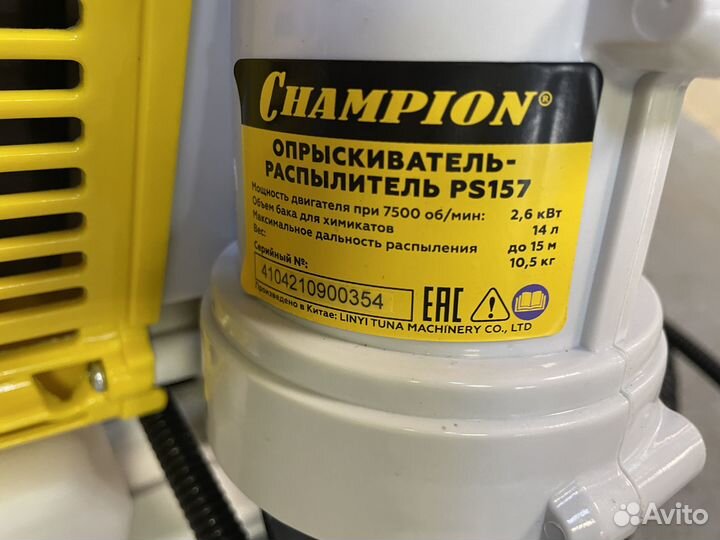 CHAMPION®
ОПРЫСКИВАТЕЛЬ-
РАСПЫЛИТЕЛЬ PS157
Мощность двигателя при 7500 об/мин: 2,6 кВт
Объем бака для химикатов 14 л
Максимальное дальность распыления до 15 м
Вес: 10,5 кг
Серийный №:
4104210900354
EAC
Произведено в Китае: LINYI TUNA MACHINERY CO., LTD
Avito